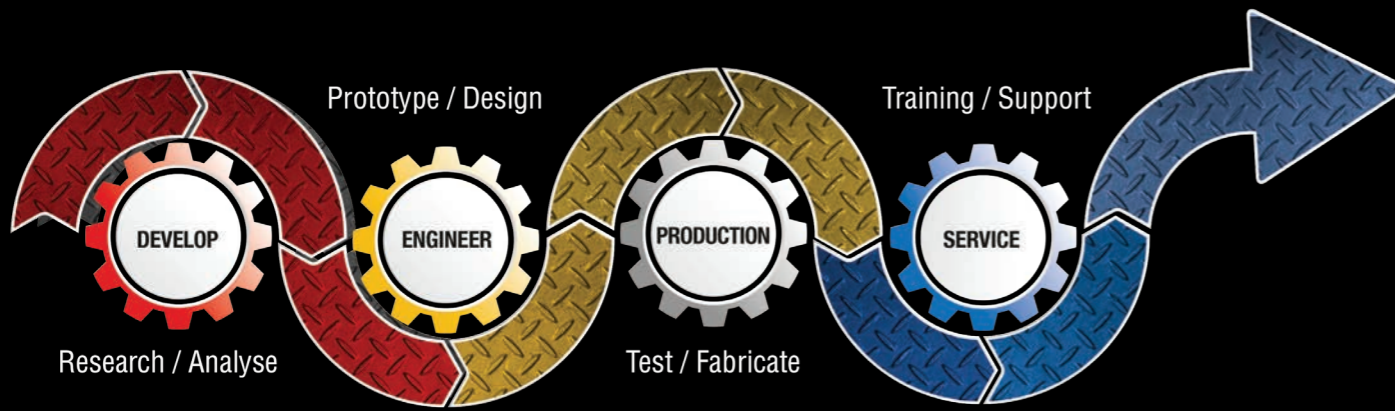 Prototype / Design
Training / Support
DEVELOP
ENGINEER
PRODUCTION
SERVICE
Research / Analyse
Test / Fabricate